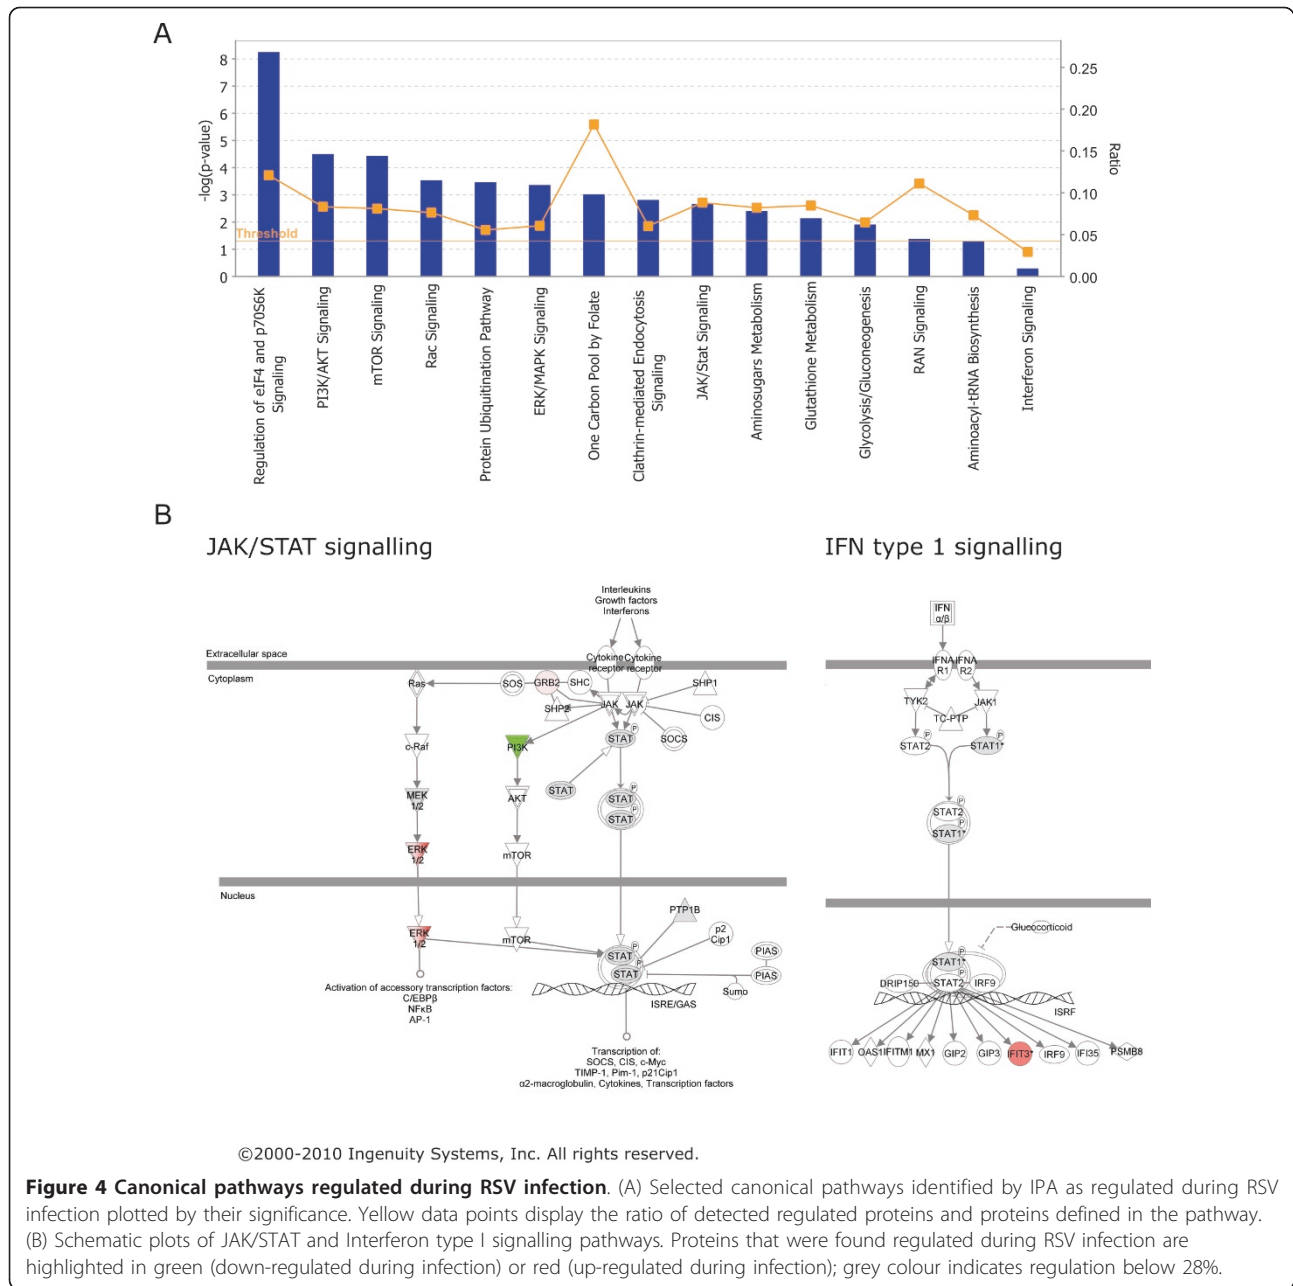 A
8
7
6
5
4
3
2
1
0
-log(p-value)
Threshold
0.25
0.20
0.15
0.10
0.05
0.00
Ratio
Regulation of eIF4 and p70S6K
Signaling
PI3K/AKT Signaling
mTOR Signaling
Rac Signaling
Protein Ubiquitination Pathway
ERK/MAPK Signaling
One Carbon Pool by Folate
Clathrin-mediated Endocytosis
Signaling
JAK/Stat Signaling
Aminosugars Metabolism
Glutathione Metabolism
Glycolysis/Gluconeogenesis
RAN Signaling
Aminoacyl-tRNA Biosynthesis
Interferon Signaling
B
JAK/STAT signalling
Interleukins
Growth factors
Interferons
Extracellular space
Cytoplasm
Cytokine
receptor
Cytokine
receptor
Ras
SOS
GRB2
SHC
SHP2
JAK
JAK
SHP1
CIS
SOCS
c-Raf
PI3K
STAT
P
STAT
MEK
1/2
AKT
STAT
P
STAT
P
ERK
1/2
mTOR
Nucleus
PTP1B
ERK
1/2
mTOR
p2
Cip1
STAT
P
STAT
P
PIAS
PIAS
Sumo
ISRE/GAS
Activation of accessory transcription factors:
C/EBPβ
NFκB
AP-1
Transcription of:
SOCS, CIS, c-Myc
TIMP-1, Pim-1, p21Cip1
α2-macroglobulin, Cytokines, Transcription factors
IFN type 1 signalling
IFN
α/β
IFNA
R1
IFNA
R2
TYK2
JAK1
TC-PTP
STAT2
P
STAT1*
P
STAT2
P
STAT1*
P
Glucocorticoid
STAT1*
P
DRIP150
STAT2
IRF9
ISRF
IFIT1
OAS1
IFITM1
MX1
GIP2
GIP3
IFIT3*
IRF9
IFI35
PSMB8
©2000-2010 Ingenuity Systems, Inc. All rights reserved.
Figure 4 Canonical pathways regulated during RSV infection. (A) Selected canonical pathways identified by IPA as regulated during RSV
infection plotted by their significance. Yellow data points display the ratio of detected regulated proteins and proteins defined in the pathway.
(B) Schematic plots of JAK/STAT and Interferon type I signalling pathways. Proteins that were found regulated during RSV infection are
highlighted in green (down-regulated during infection) or red (up-regulated during infection); grey colour indicates regulation below 28%.